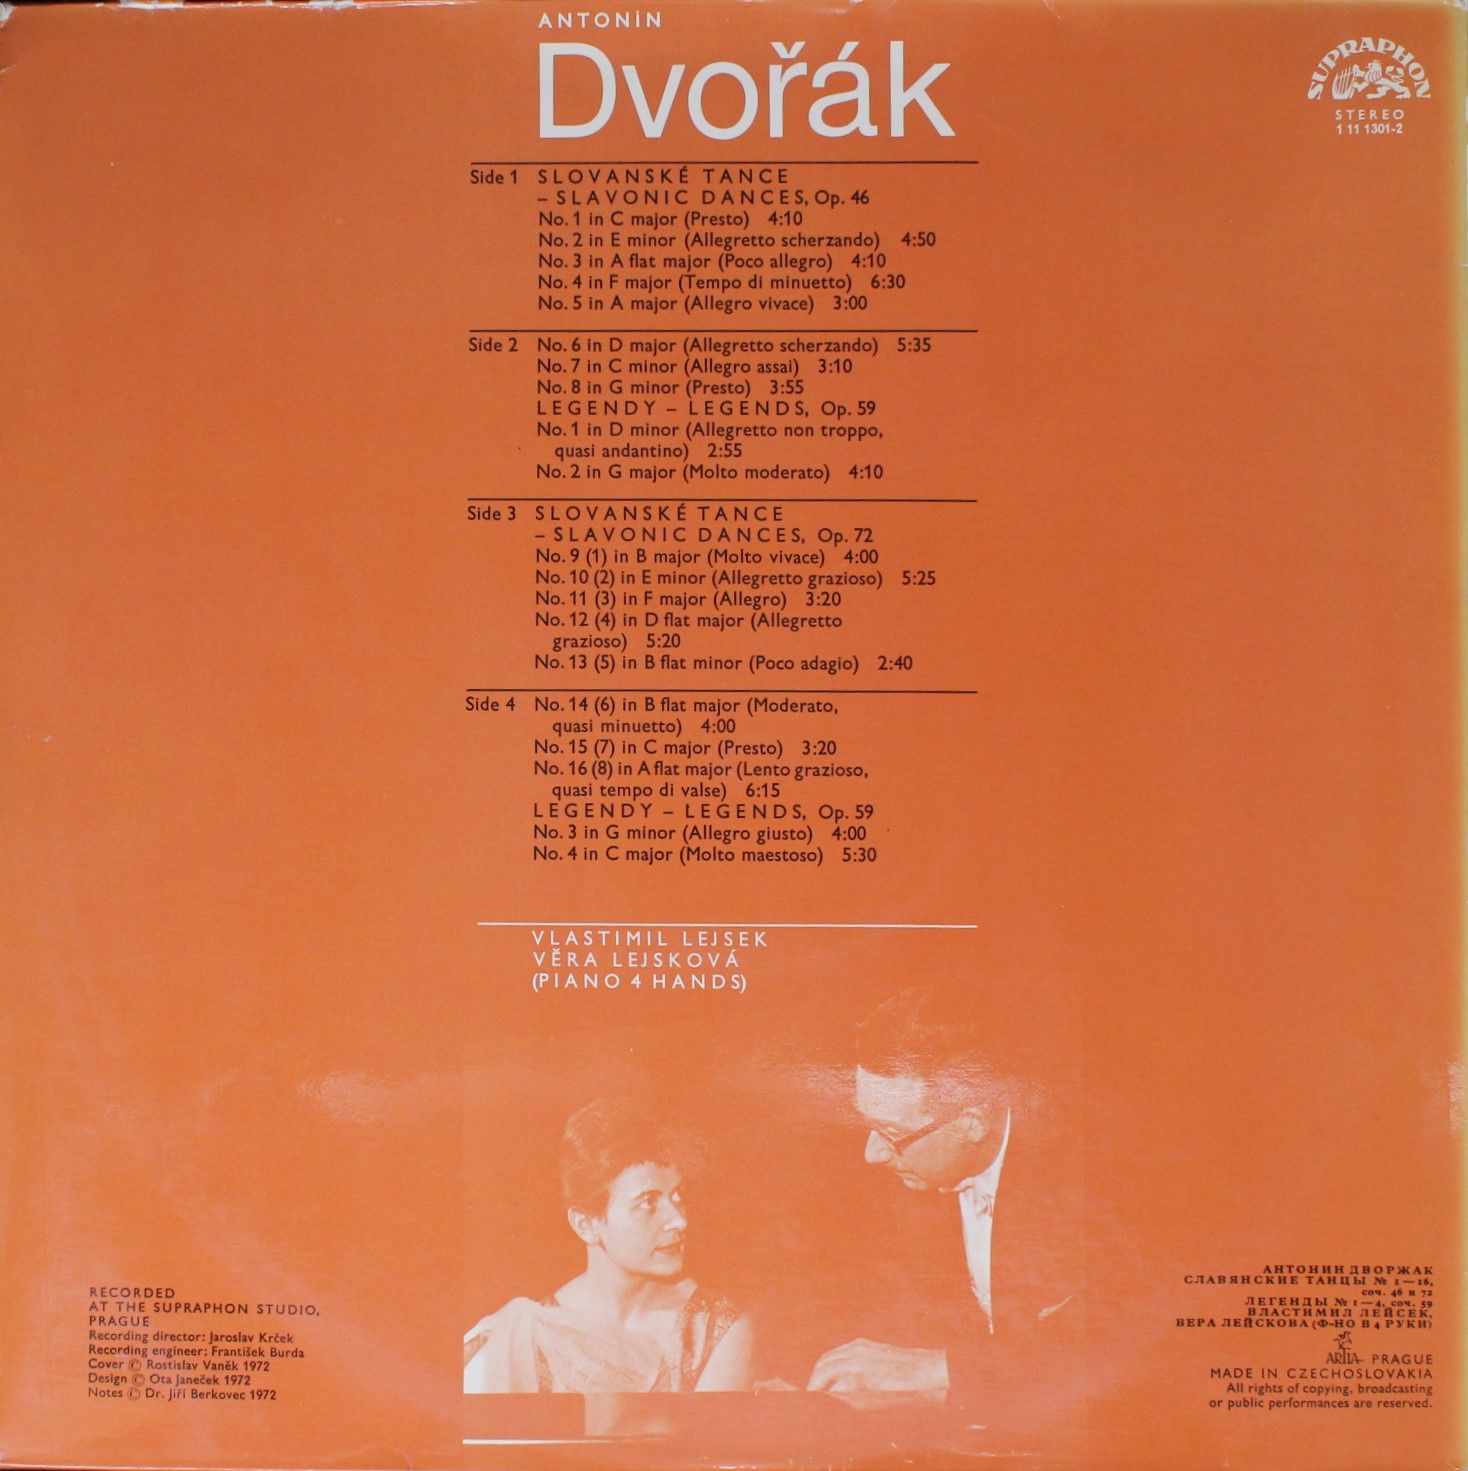 ANTONÍN
Dvořák
SUPRAPHON
STEREO
1 11 1301-2
Side 1 SLOVANSKÉ TANCE
– SLAVONIC DANCES, Op. 46
No. 1 in C major (Presto) 4:10
No. 2 in E minor (Allegretto scherzando) 4:50
No. 3 in A flat major (Poco allegro) 4:10
No. 4 in F major (Tempo di minuetto) 6:30
No. 5 in A major (Allegro vivace) 3:00
Side 2 No. 6 in D major (Allegretto scherzando) 5:35
No. 7 in C minor (Allegro assai) 3:10
No. 8 in G minor (Presto) 3:55
LEGENDY – LEGENDS, Op. 59
No. 1 in D minor (Allegretto non troppo,
quasi andantino) 2:55
No. 2 in G major (Molto moderato) 4:10
Side 3 SLOVANSKÉ TANCE
– SLAVONIC DANCES, Op. 72
No. 9 (1) in B major (Molto vivace) 4:00
No. 10 (2) in E minor (Allegretto grazioso) 5:25
No. 11 (3) in F major (Allegro) 3:20
No. 12 (4) in D flat major (Allegretto
grazioso) 5:20
No. 13 (5) in B flat minor (Poco adagio) 2:40
Side 4 No. 14 (6) in B flat major (Moderato,
quasi minuetto) 4:00
No. 15 (7) in C major (Presto) 3:20
No. 16 (8) in A flat major (Lento grazioso,
quasi tempo di valse) 6:15
LEGENDY – LEGENDS, Op. 59
No. 3 in G minor (Allegro giusto) 4:00
No. 4 in C major (Molto maestoso) 5:30
VLASTIMIL LEJSEK
VĚRA LEJSKOVÁ
(PIANO 4 HANDS)
RECORDED
AT THE SUPRAPHON STUDIO,
PRAGUE
Recording director: Jaroslav Krček
Recording engineer: František Burda
Cover © Rostislav Vaněk 1972
Design © Ota Janeček 1972
Notes © Dr. Jiří Berkovec 1972
АНТОНИН ДВОРЖАК
СЛАВЯНСКИЕ ТАНЦЫ № 1—16,
соч. 46 и 72
ЛЕГЕНДЫ № 1—4, соч. 59
ВЛАСТИМИЛ ЛЕЙСЕК,
ВЕРА ЛЕЙСКОВА (Ф-НО В 4 РУКИ)
ARTIA PRAGUE
MADE IN CZECHOSLOVAKIA
All rights of copying, broadcasting
or public performances are reserved.